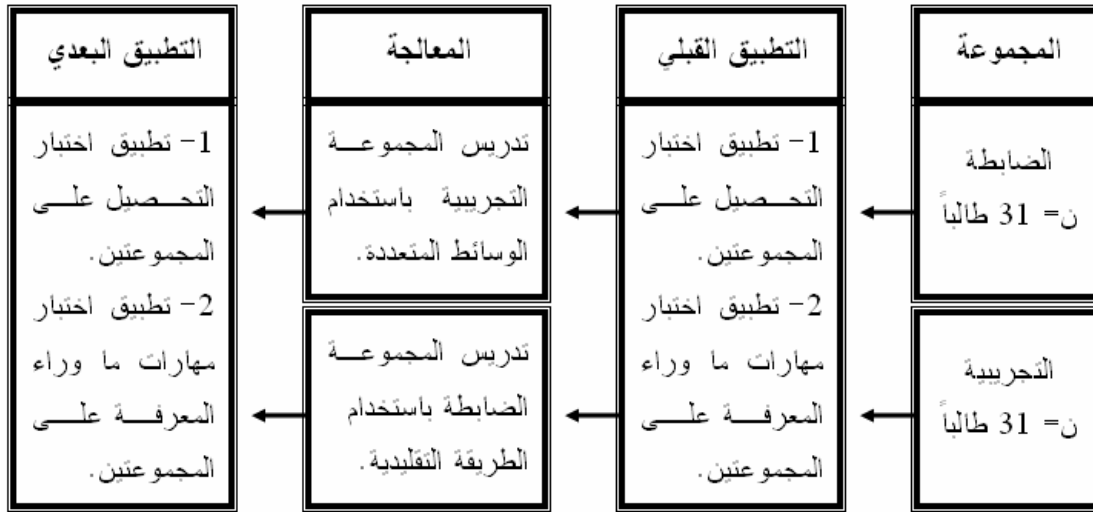 المجموعة
الضابطة
ن= 31 طالباً
التجريبية
ن= 31 طالباً
التطبيق القبلي
1- تطبيق اختبار
التحصيل على
المجموعتين.
2- تطبيق اختبار
مهارات ما وراء
المعرفة على
المجموعتين.
المعالجة
تدريس المجموعة
التجريبية باستخدام
الوسائط المتعددة.
تدريس المجموعة
الضابطة باستخدام
الطريقة التقليدية.
التطبيق البعدي
1- تطبيق اختبار
التحصيل على
المجموعتين.
2- تطبيق اختبار
مهارات ما وراء
المعرفة على
المجموعتين.